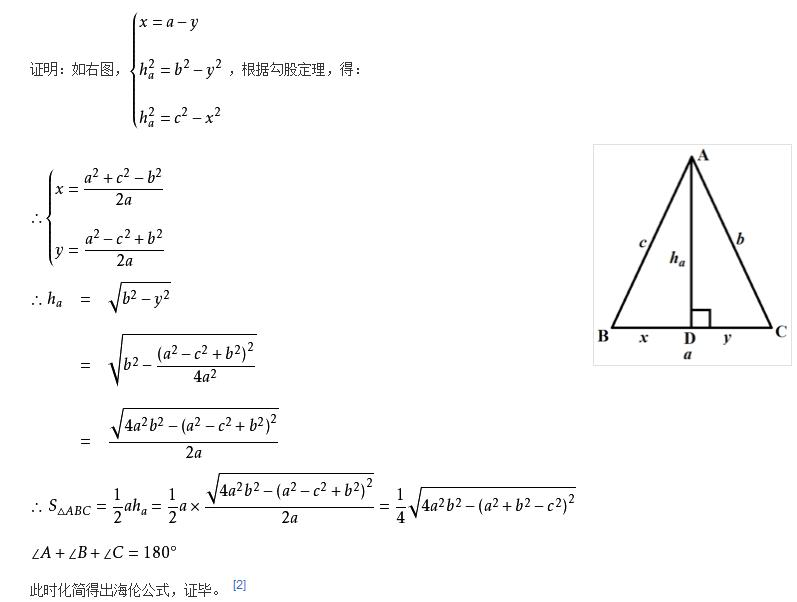 证明：如右图，{x = a − y
h_a^2 = b^2 − y^2 ，根据勾股定理，得：
h_a^2 = c^2 − x^2
∴ {x = (a^2 + c^2 − b^2)/(2a)
y = (a^2 − c^2 + b^2)/(2a)
∴ h_a = √(b^2 − y^2)
= √(b^2 − (a^2 − c^2 + b^2)^2/(4a^2))
= √(4a^2b^2 − (a^2 − c^2 + b^2)^2)/(2a)
∴ S_△ABC = 1/2 ah_a = 1/2 a × √(4a^2b^2 − (a^2 − c^2 + b^2)^2)/(2a) = 1/4 √(4a^2b^2 − (a^2 + b^2 − c^2)^2)
∠A + ∠B + ∠C = 180°
此时化简得出海伦公式，证毕。 [2]
A
c b
h_a
B x D y C
a